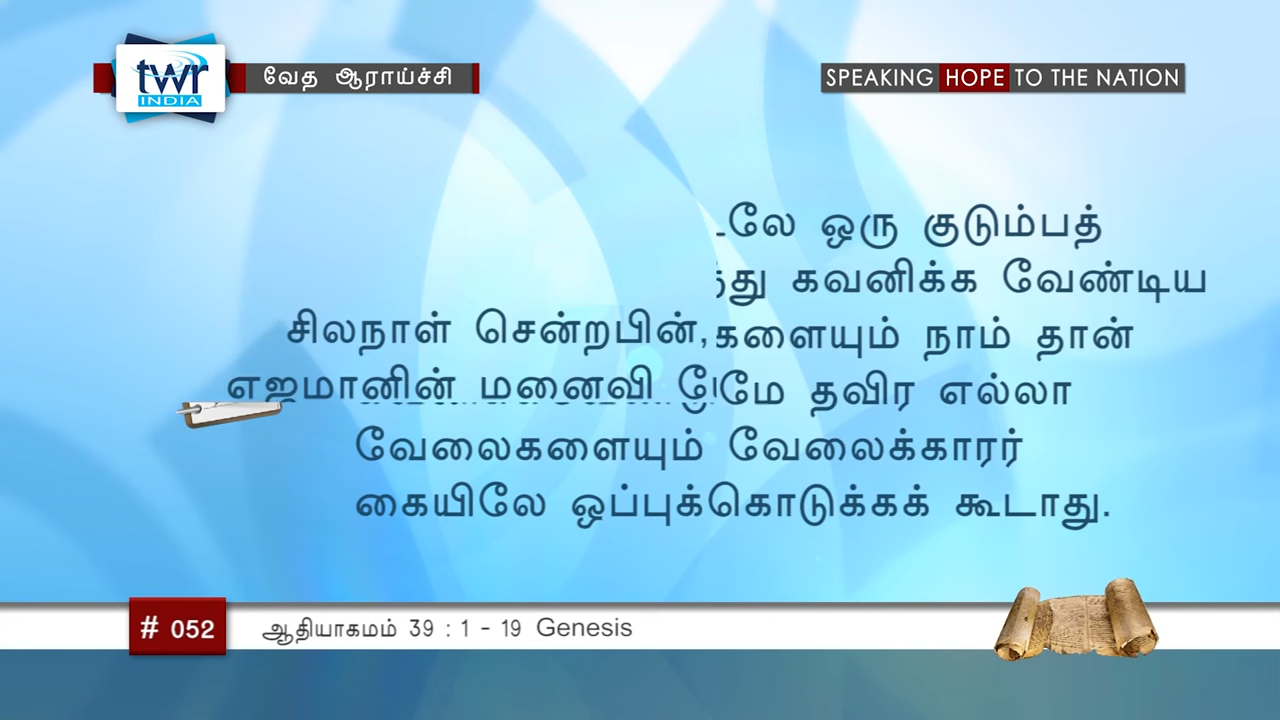 twr
INDIA
வேத ஆராய்ச்சி
SPEAKING HOPE TO THE NATION
ஒரு குடும்பத்
கவனிக்க வேண்டிய
சிலநாள் சென்றபின்,
களையும் நாம் தான்
எஜமானின் மனைவி
தவிர எல்லா
வேலைகளையும் வேலைக்காரர்
கையிலே ஒப்புக்கொடுக்கக் கூடாது.
# 052
ஆதியாகமம் 39 : 1 - 19 Genesis